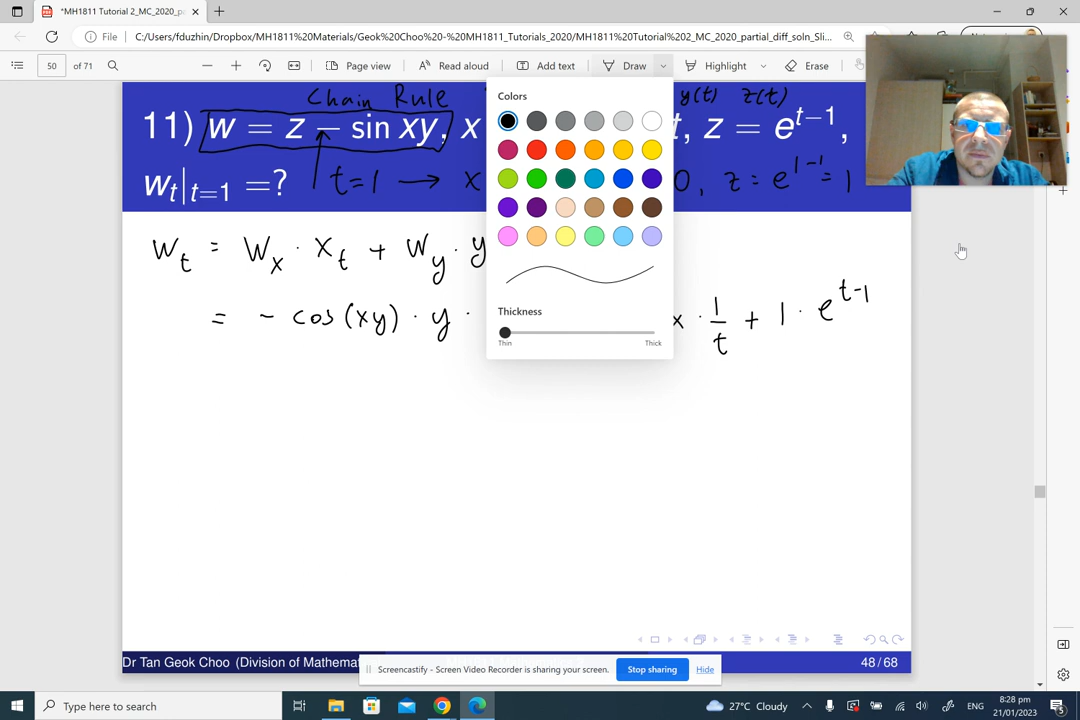 *MH1811 Tutorial 2_MC_2020_pa
File C:/Users/fduzhin/Dropbox/MH1811%20Materials/Geok%20Choo%20-%20MH1811_Tutorials_2020/MH1811%20Tutorial%202_MC_2020_partial_diff_soln_Sli...
50 of 71 Page view Read aloud Add text Draw Highlight Erase
Colors
Chain Rule y(t) z(t)
11) w = z − sin xy, x t, z = e^{t−1},
w_t|_{t=1} =? t=1 → x 0, z = e^{1-1} = 1
W_t = W_x · x_t + W_y · y
= - cos(xy) · y · x · 1/t + 1 · e^{t-1}
Thickness
Thin Thick
Dr Tan Geok Choo (Division of Mathema 48 / 68
Screencastify - Screen Video Recorder is sharing your screen. Stop sharing Hide
Type here to search 27°C Cloudy ENG 8:28 pm
21/01/2023 5